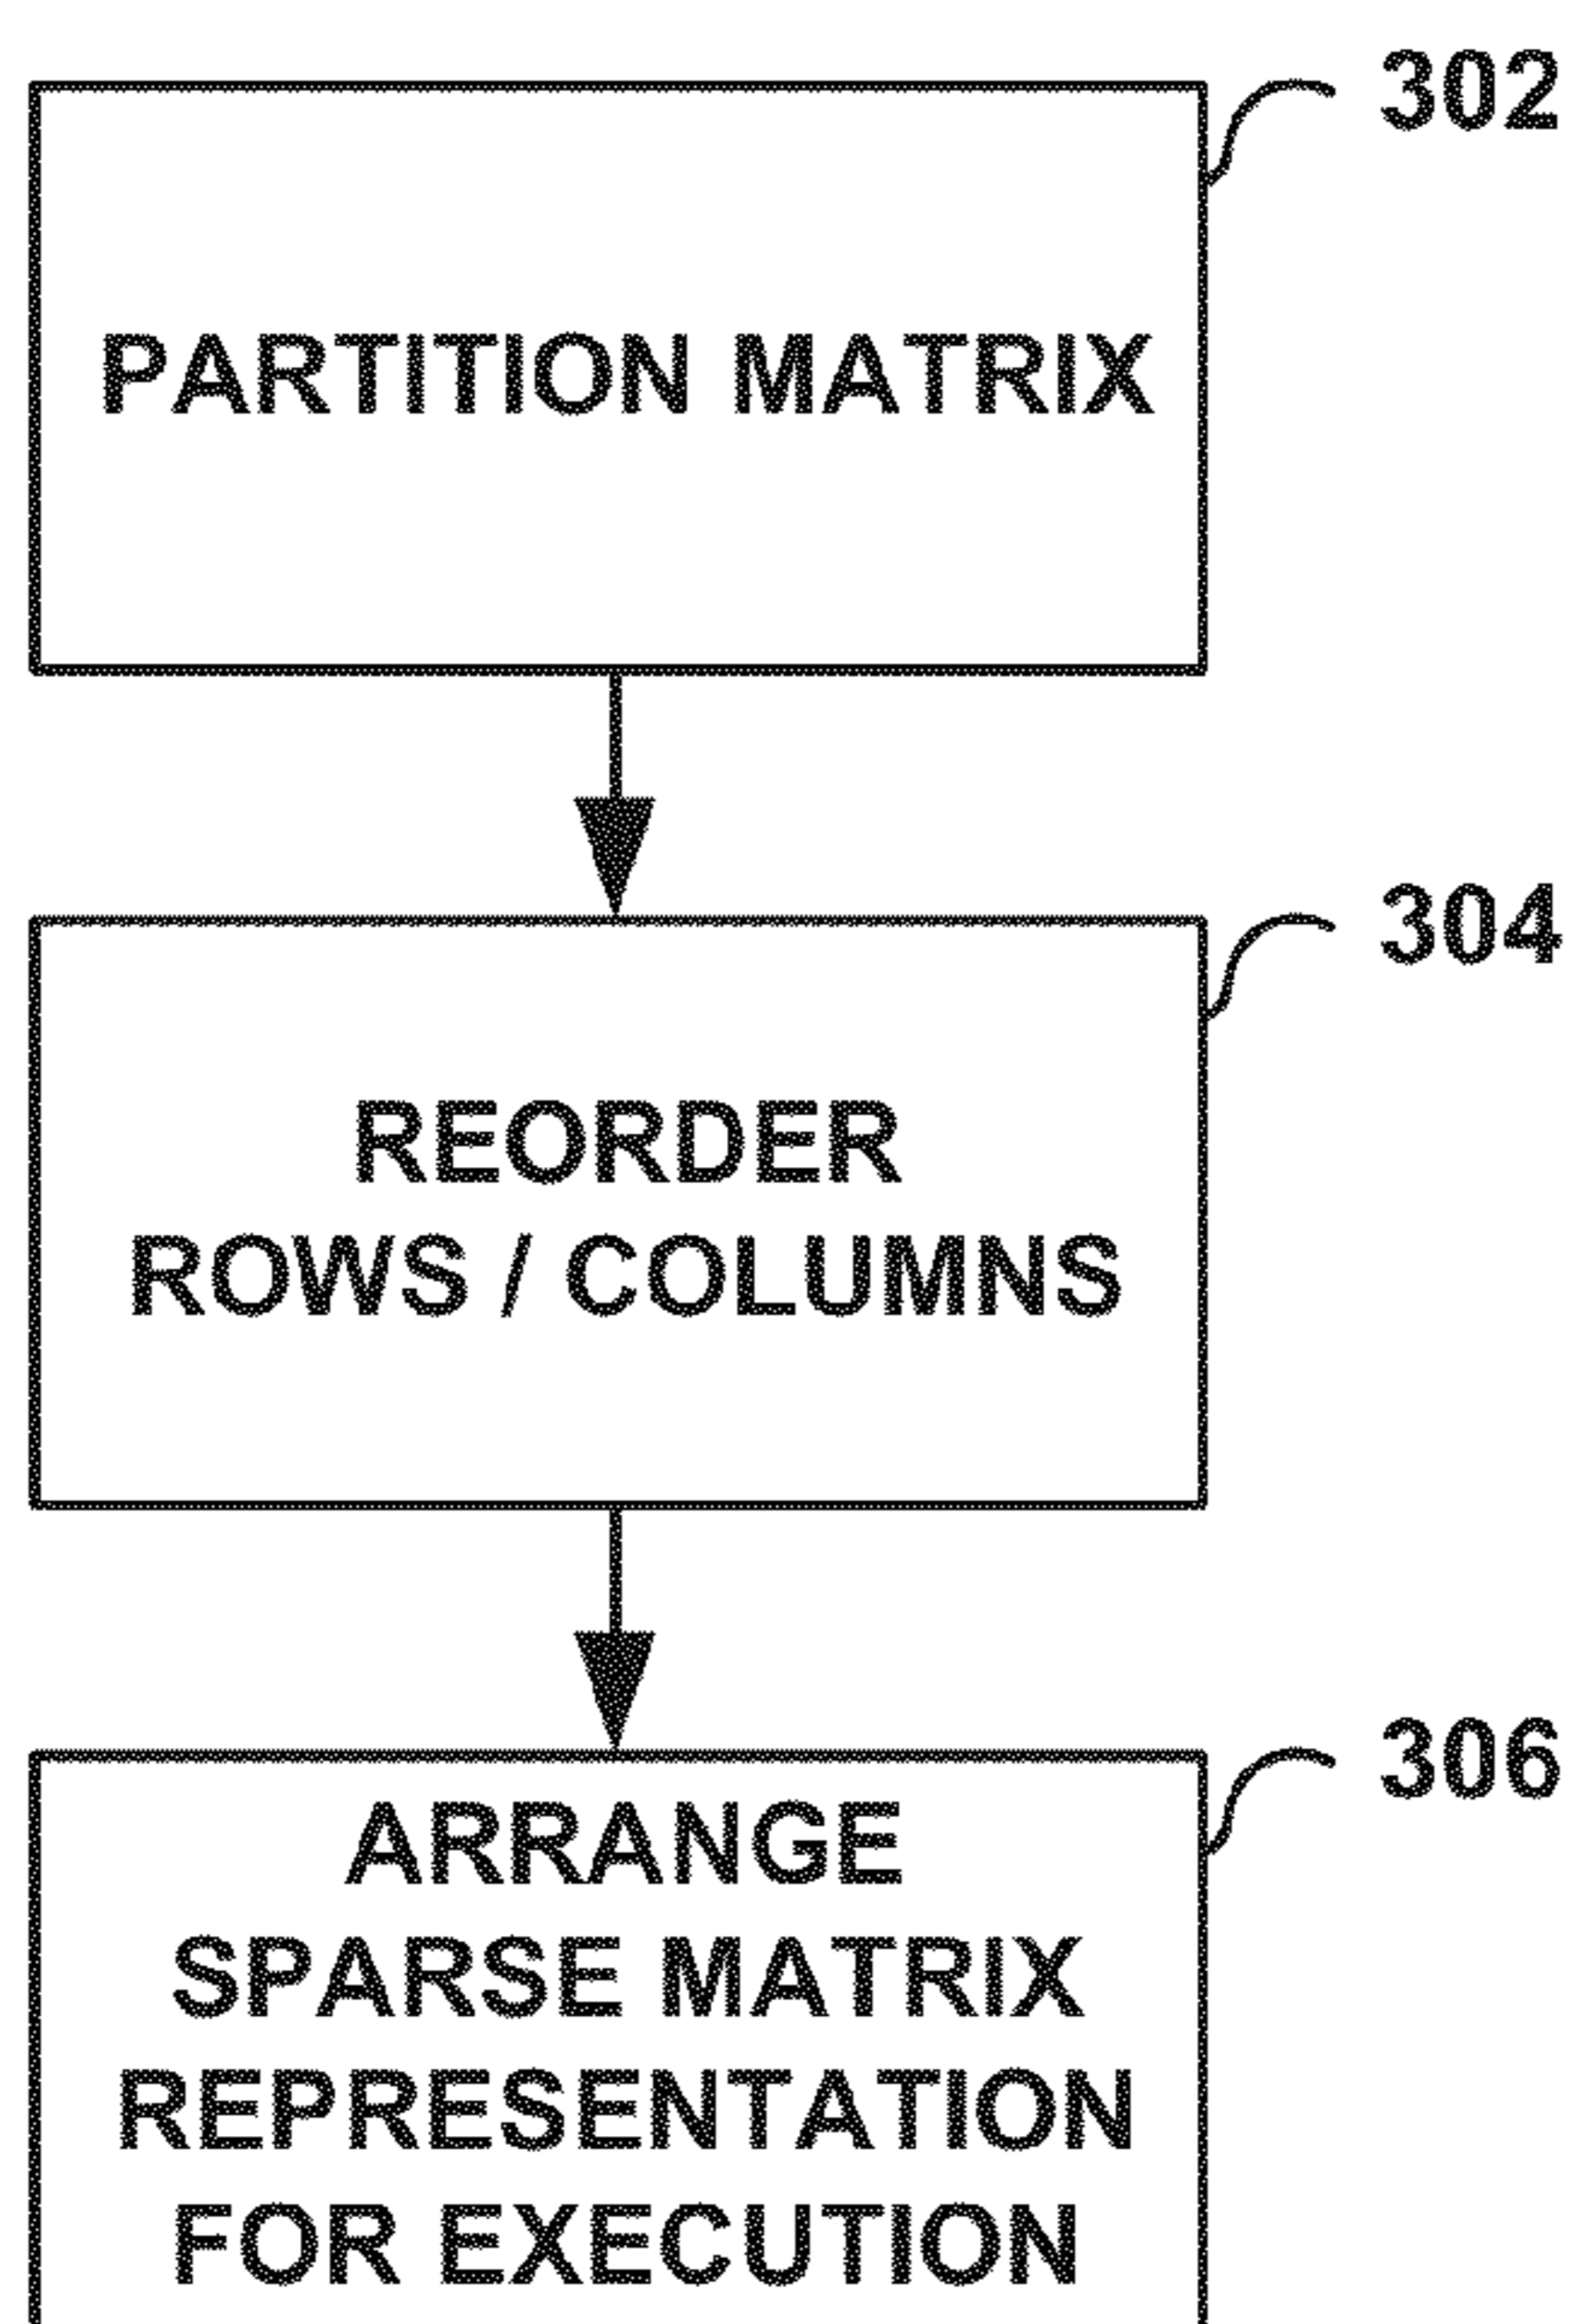 302
PARTITION MATRIX
304
REORDER
ROWS / COLUMNS
306
ARRANGE
SPARSE MATRIX
REPRESENTATION
FOR EXECUTION